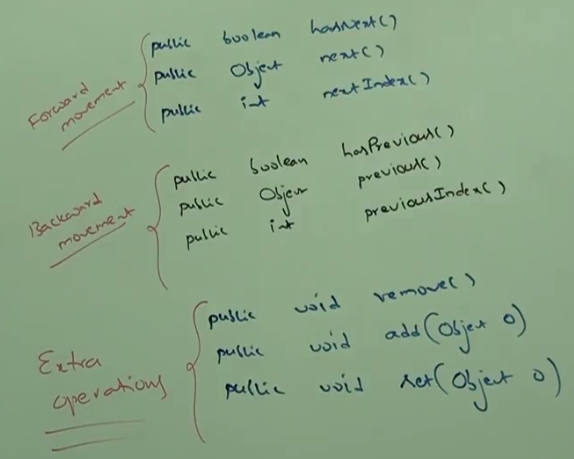 Forward
movement
public boolean hasNext()
public Object next()
public int nextIndex()
Backward
movement
public boolean hasPrevious()
public Object previous()
public int previousIndex()
Extra
operations
public void remove()
public void add(Object o)
public void set(Object o)